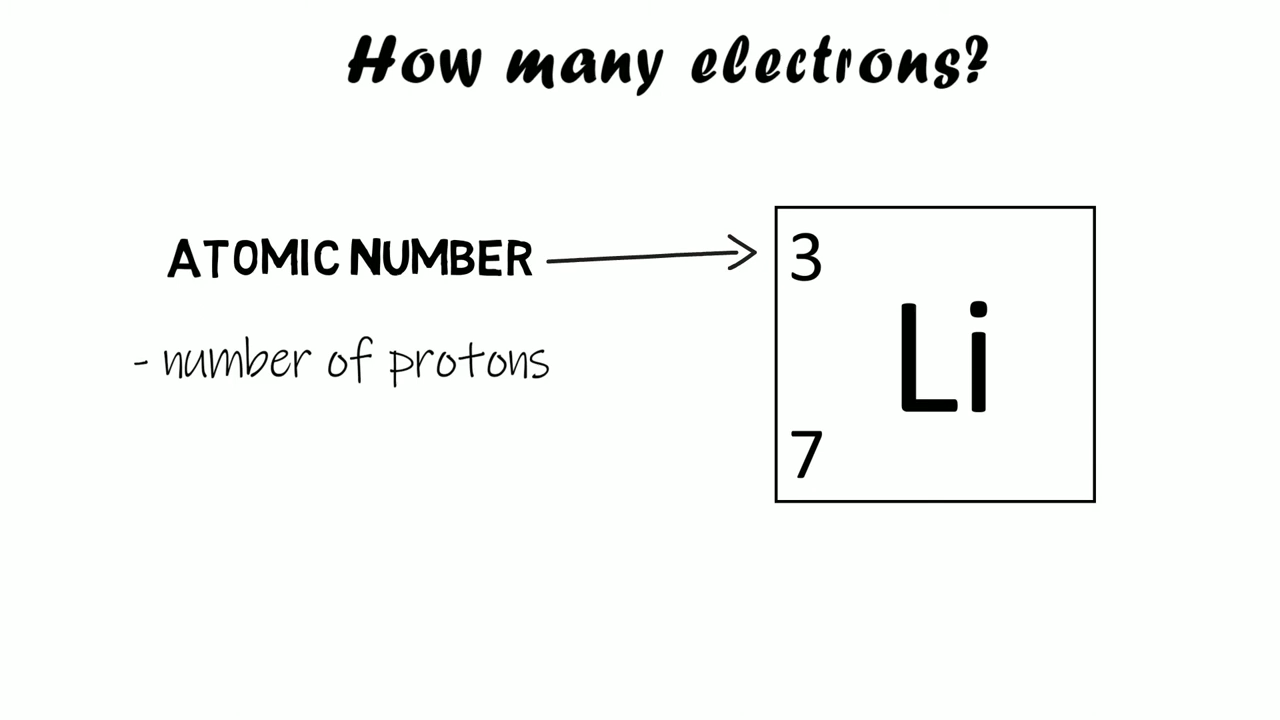 How many electrons?
ATOMIC NUMBER
- number of protons
3
Li
7